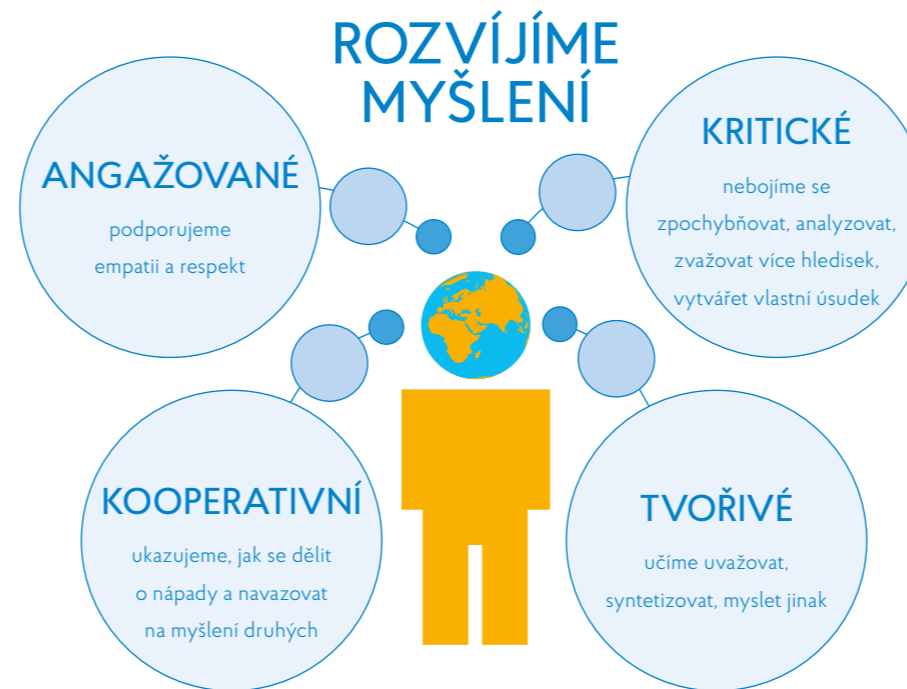 ROZVÍJÍME
MYŠLENÍ
ANGAŽOVANÉ
podporujeme
empatii a respekt
KRITICKÉ
nebojíme se
zpochybňovat, analyzovat,
zvažovat více hledisek,
vytvářet vlastní úsudek
KOOPERATIVNÍ
ukazujeme, jak se dělit
o nápady a navazovat
na myšlení druhých
TVOŘIVÉ
učíme uvažovat,
syntetizovat, myslet jinak